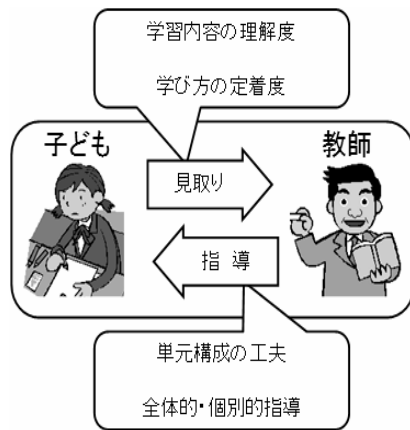 学習内容の理解度
学び方の定着度
子ども
教師
見取り
指導
単元構成の工夫
全体的・個別的指導